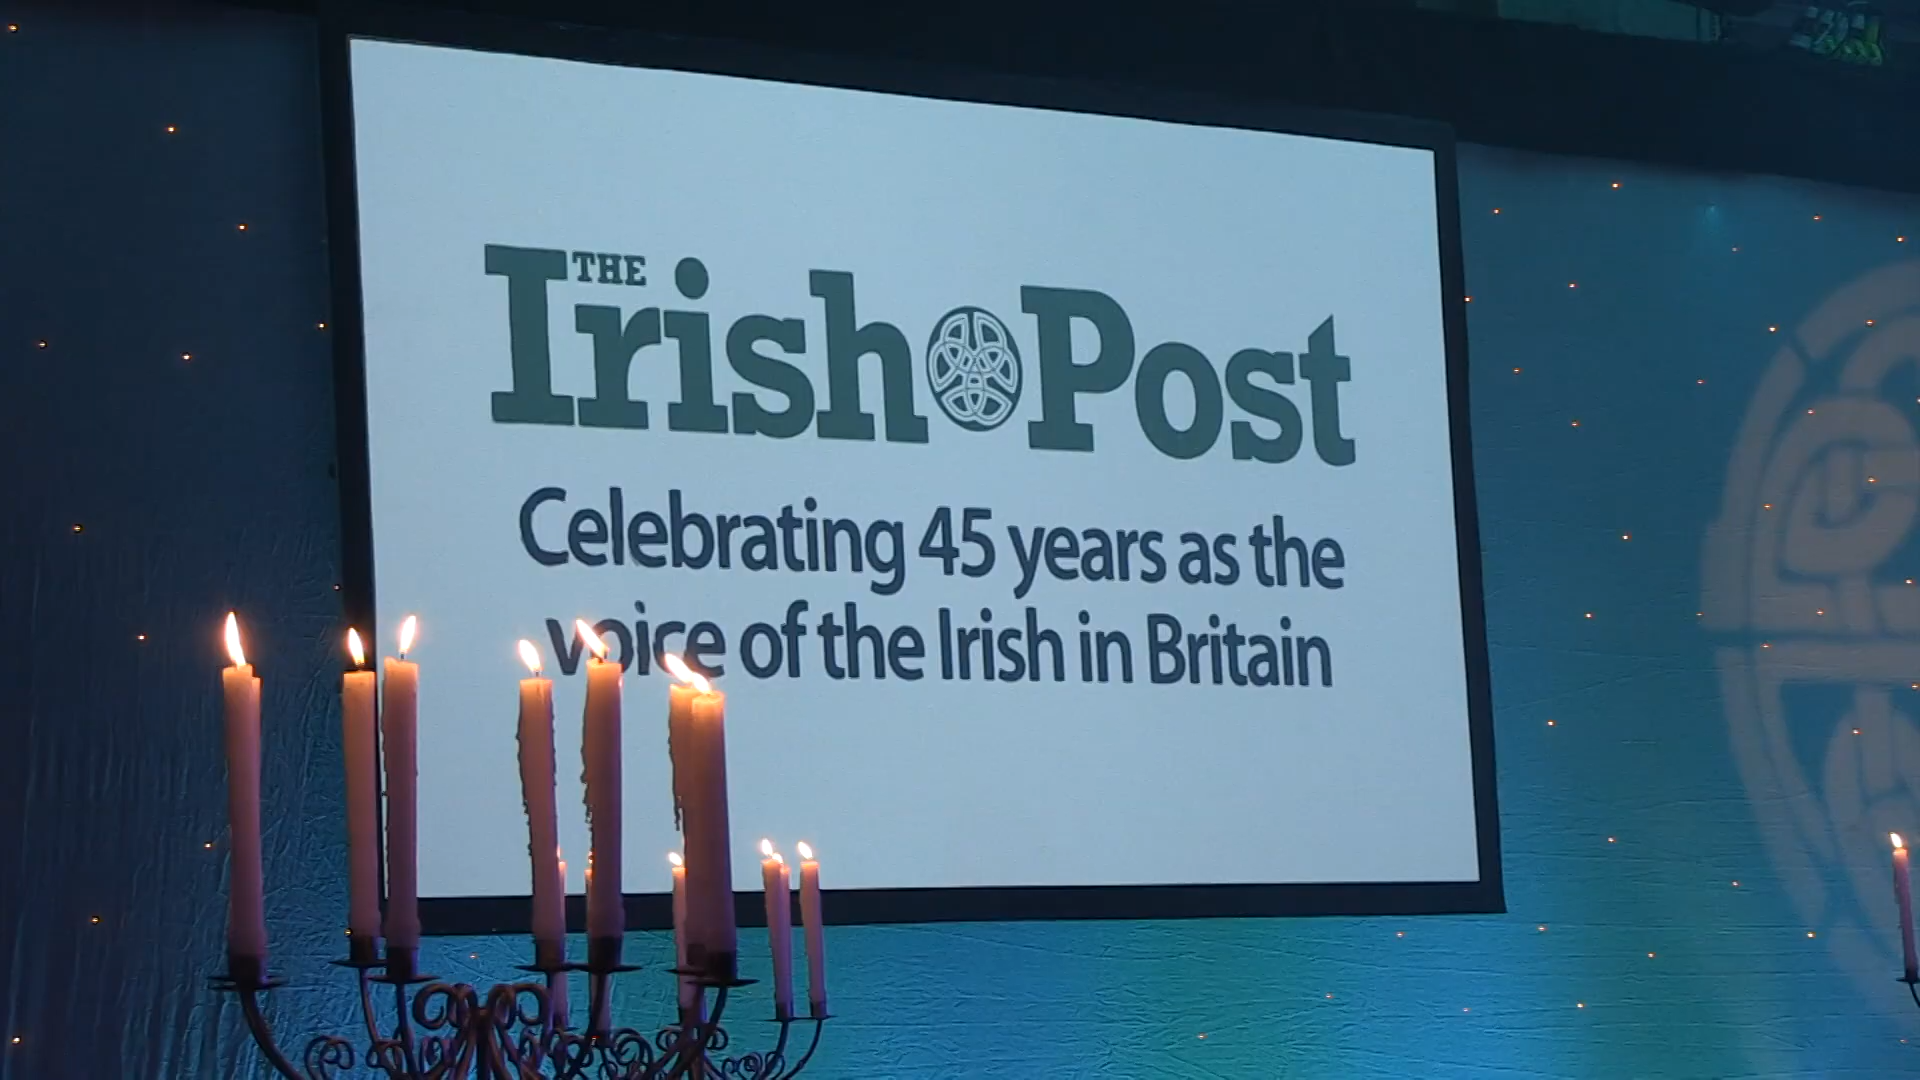 THE
Irish Post
Celebrating 45 years as the
voice of the Irish in Britain